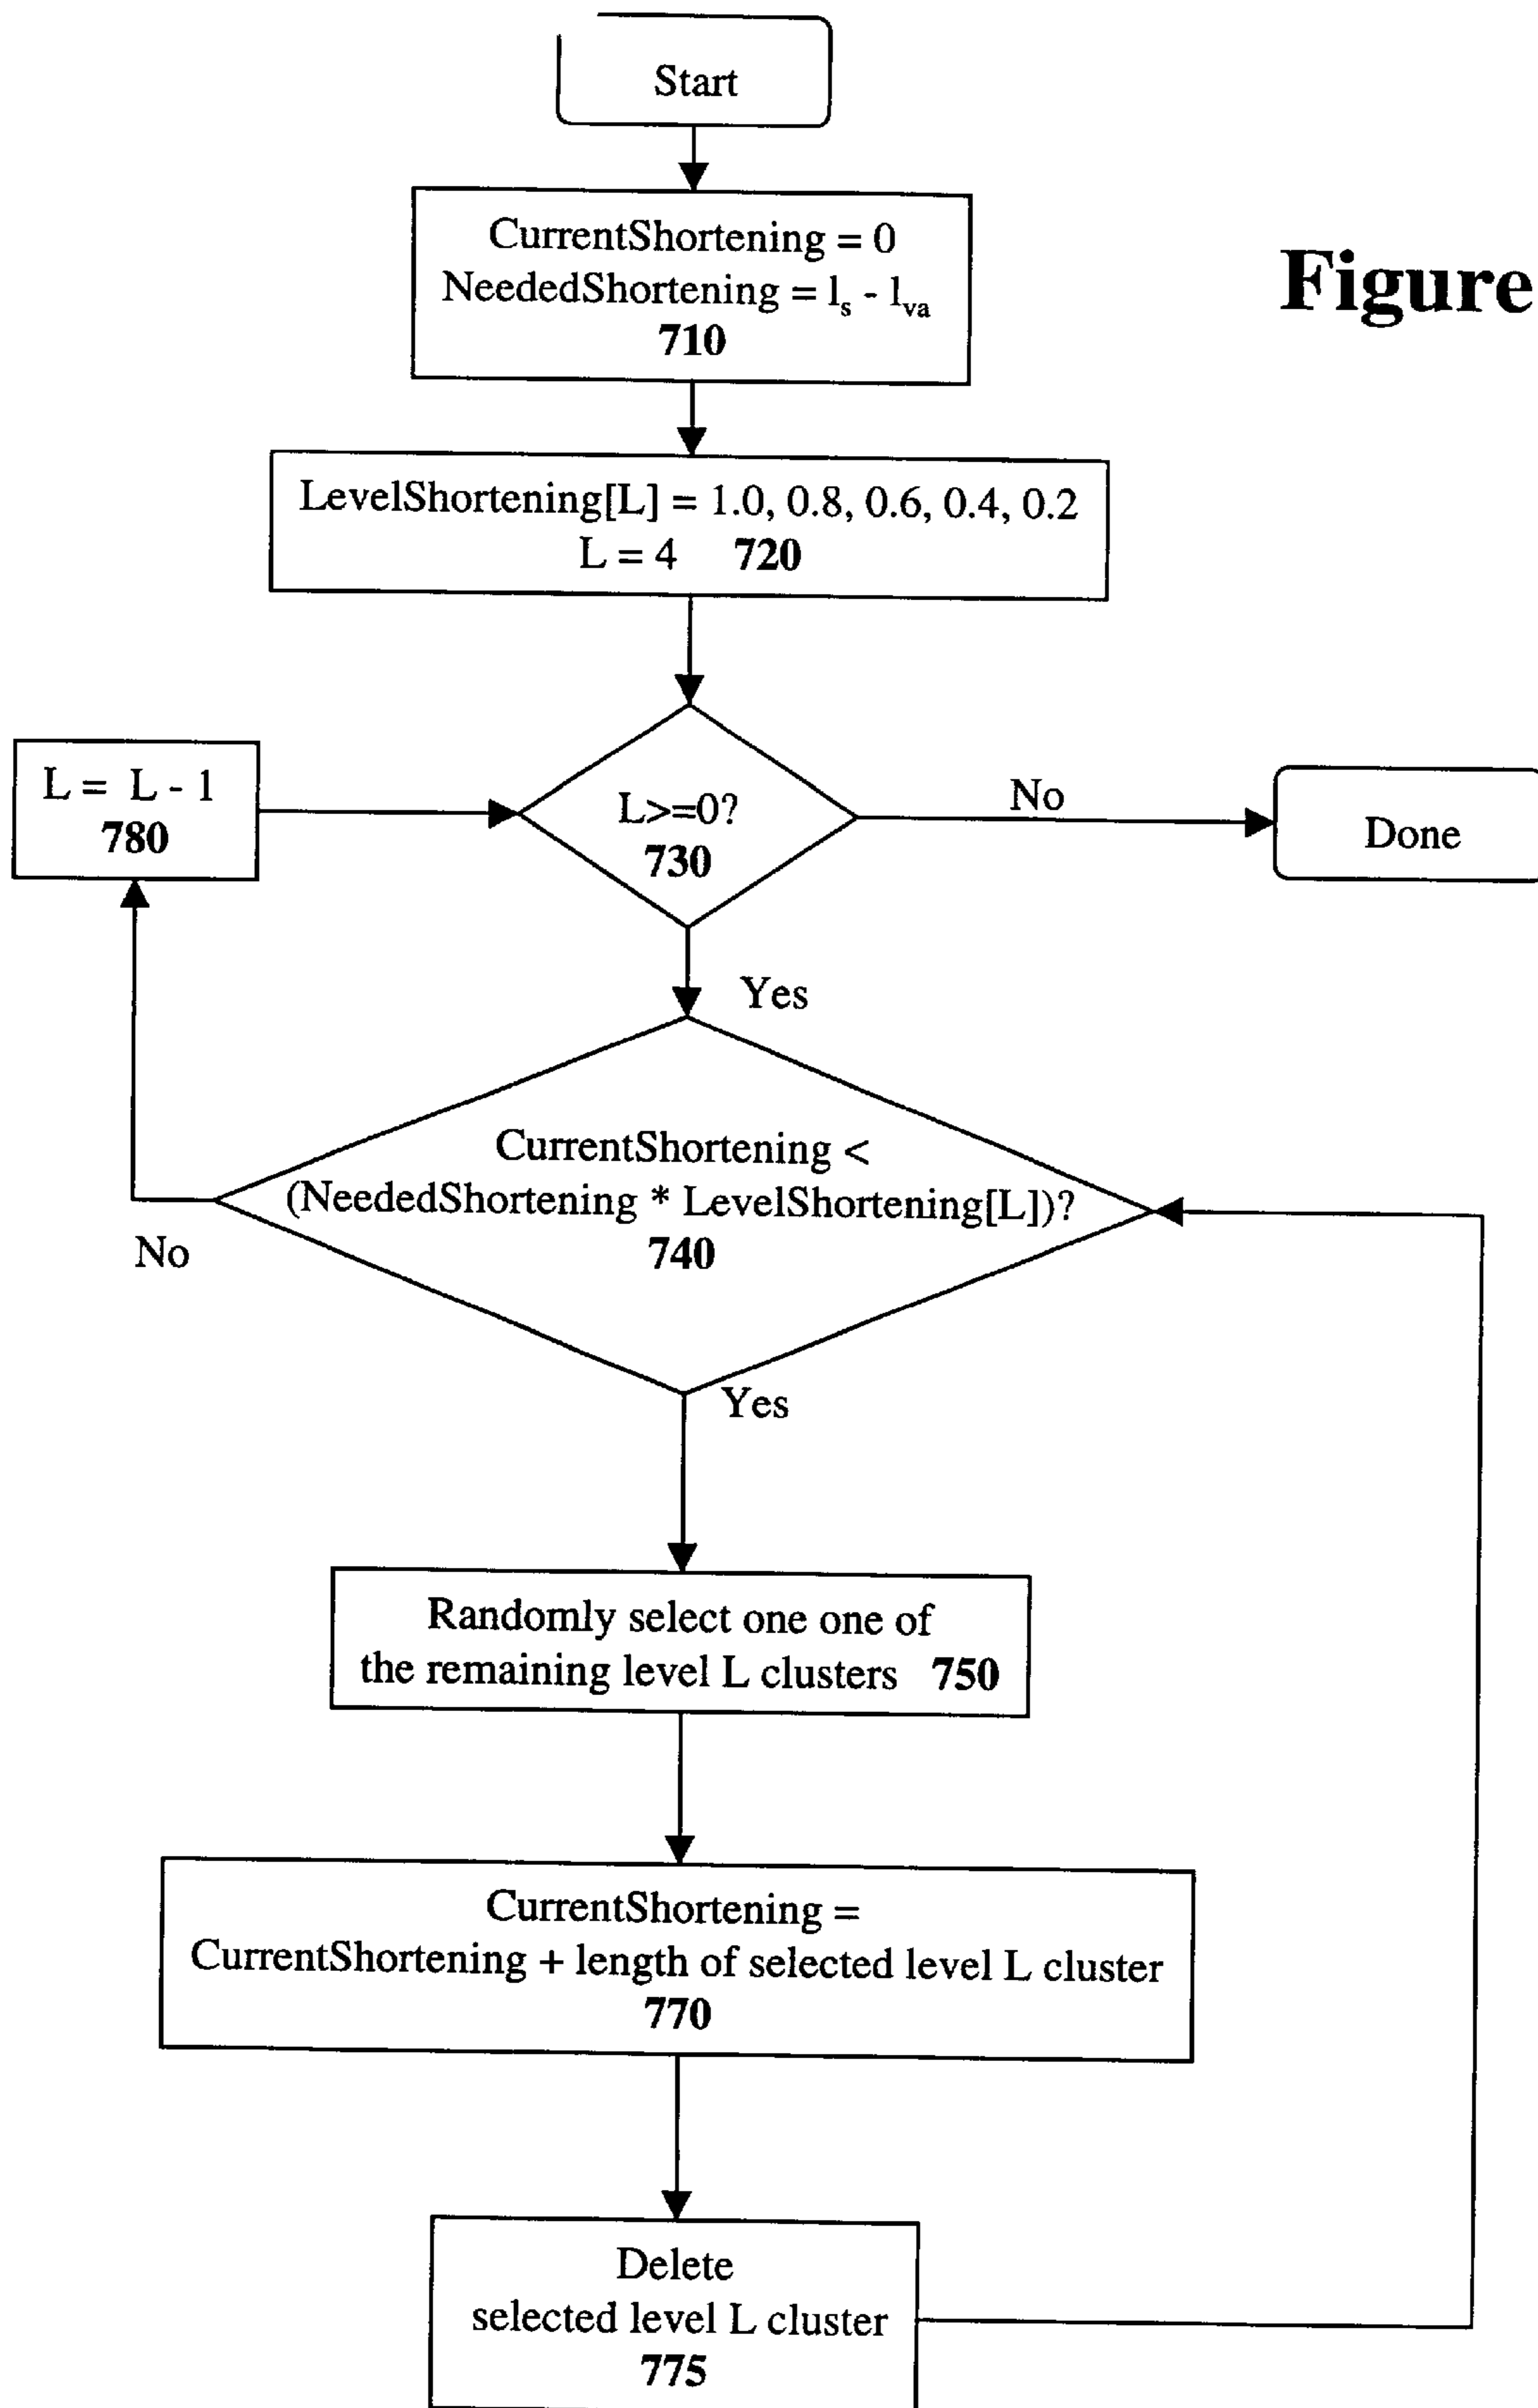 Start
CurrentShortening = 0
NeededShortening = lₛ - lᵥₐ
710
Figure
LevelShortening[L] = 1.0, 0.8, 0.6, 0.4, 0.2
L = 4 720
L = L - 1
780
L>=0?
730
No
Done
Yes
CurrentShortening <
(NeededShortening * LevelShortening[L])?
740
No
Yes
Randomly select one one of
the remaining level L clusters 750
CurrentShortening =
CurrentShortening + length of selected level L cluster
770
Delete
selected level L cluster
775